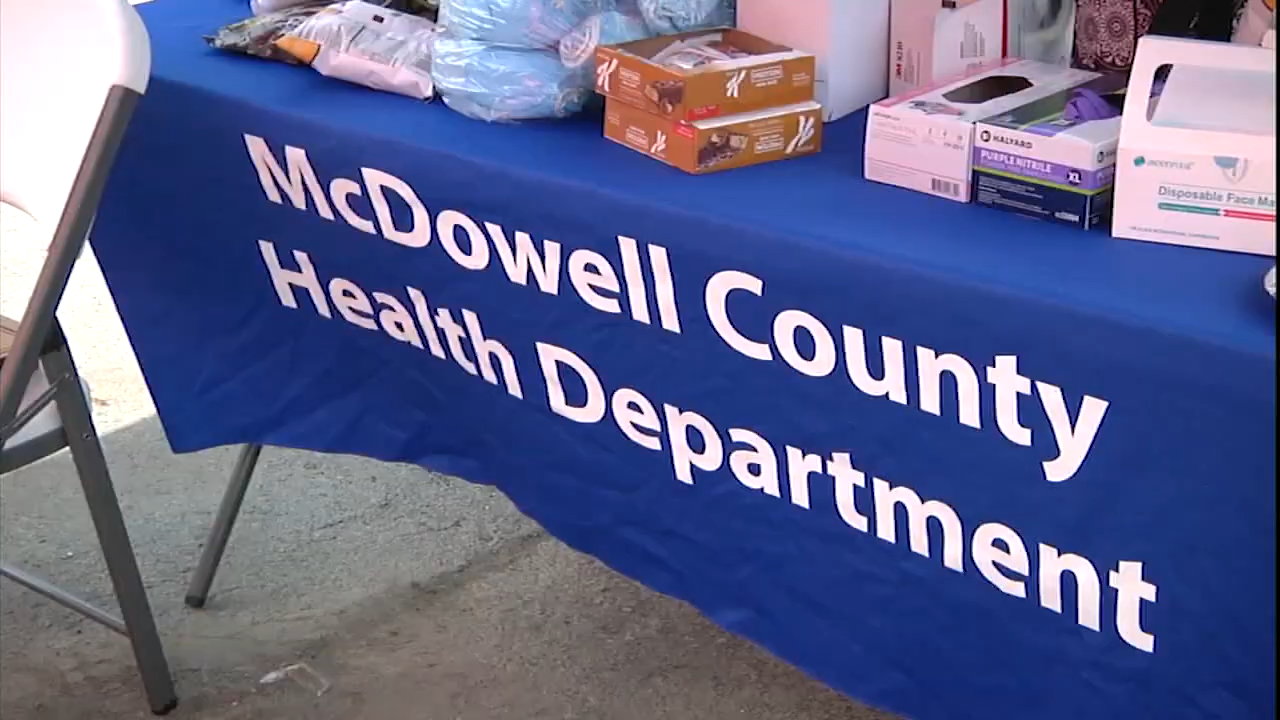 McDowell County
Health Department
HALYARD
PURPLE NITRILE
XL
Disposable Face Ma